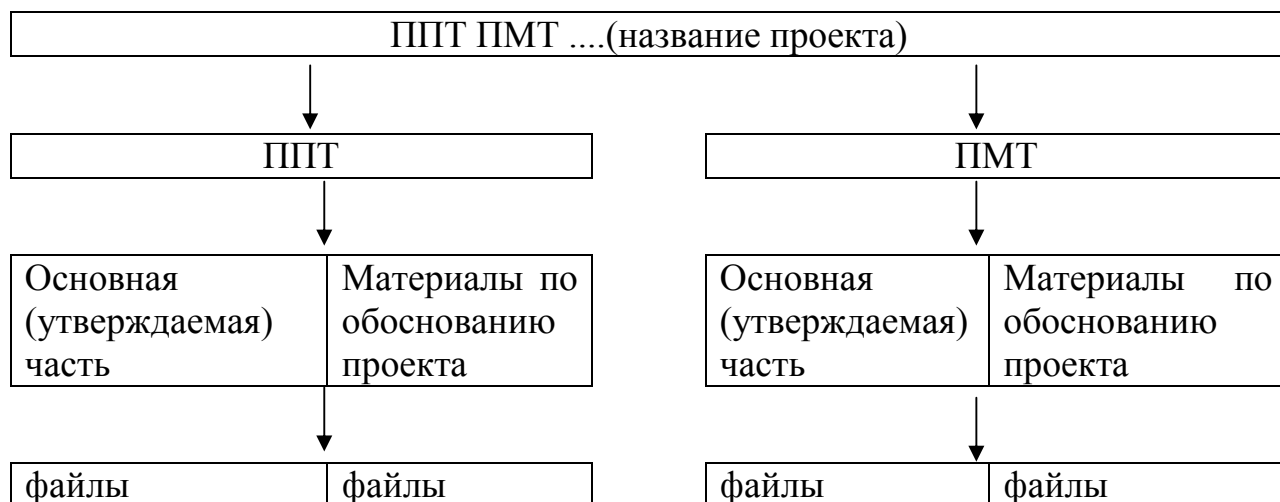 ППТ ПМТ ....(название проекта)
ППТ
ПМТ
Основная
(утверждаемая)
часть
Материалы по
обоснованию
проекта
Основная
(утверждаемая)
часть
Материалы по
обоснованию
проекта
файлы
файлы
файлы
файлы